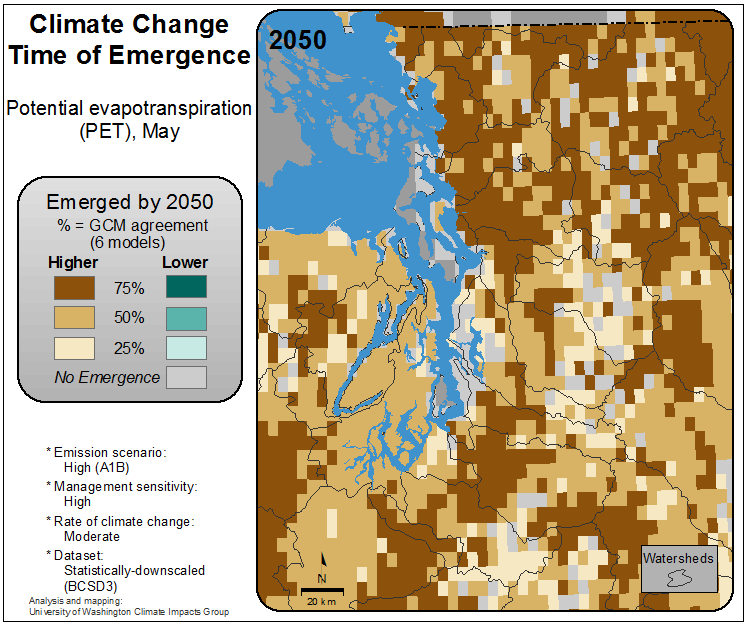 Climate Change
Time of Emergence
Potential evapotranspiration
(PET), May
Emerged by 2050
% = GCM agreement
(6 models)
Higher Lower
75%
50%
25%
No Emergence
* Emission scenario:
High (A1B)
* Management sensitivity:
High
* Rate of climate change:
Moderate
* Dataset:
Statistically-downscaled
(BCSD3)
Analysis and mapping:
University of Washington Climate Impacts Group
2050
N
20 km
Watersheds